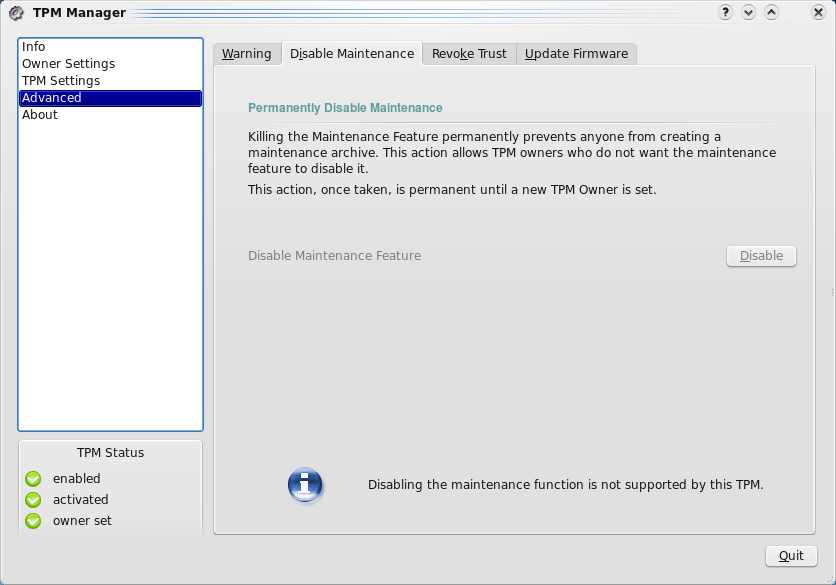 TPM Manager
?
Info
Owner Settings
TPM Settings
Advanced
About
Warning Disable Maintenance Revoke Trust Update Firmware
Permanently Disable Maintenance
Killing the Maintenance Feature permanently prevents anyone from creating a
maintenance archive. This action allows TPM owners who do not want the maintenance
feature to disable it.
This action, once taken, is permanent until a new TPM Owner is set.
Disable Maintenance Feature Disable
TPM Status
enabled
activated
owner set
Disabling the maintenance function is not supported by this TPM.
Quit